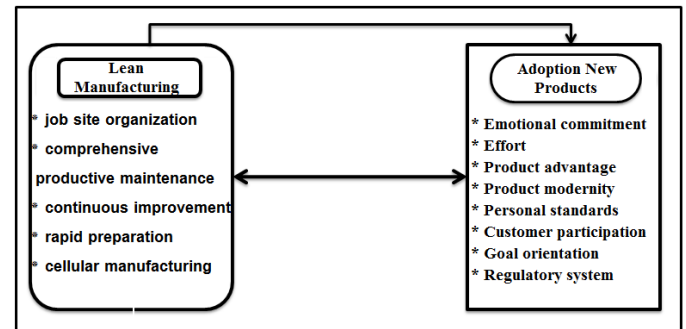 Lean
Manufacturing
* job site organization
* comprehensive
productive maintenance
* continuous improvement
* rapid preparation
* cellular manufacturing
Adoption New
Products
* Emotional commitment
* Effort
* Product advantage
* Product modernity
* Personal standards
* Customer participation
* Goal orientation
* Regulatory system